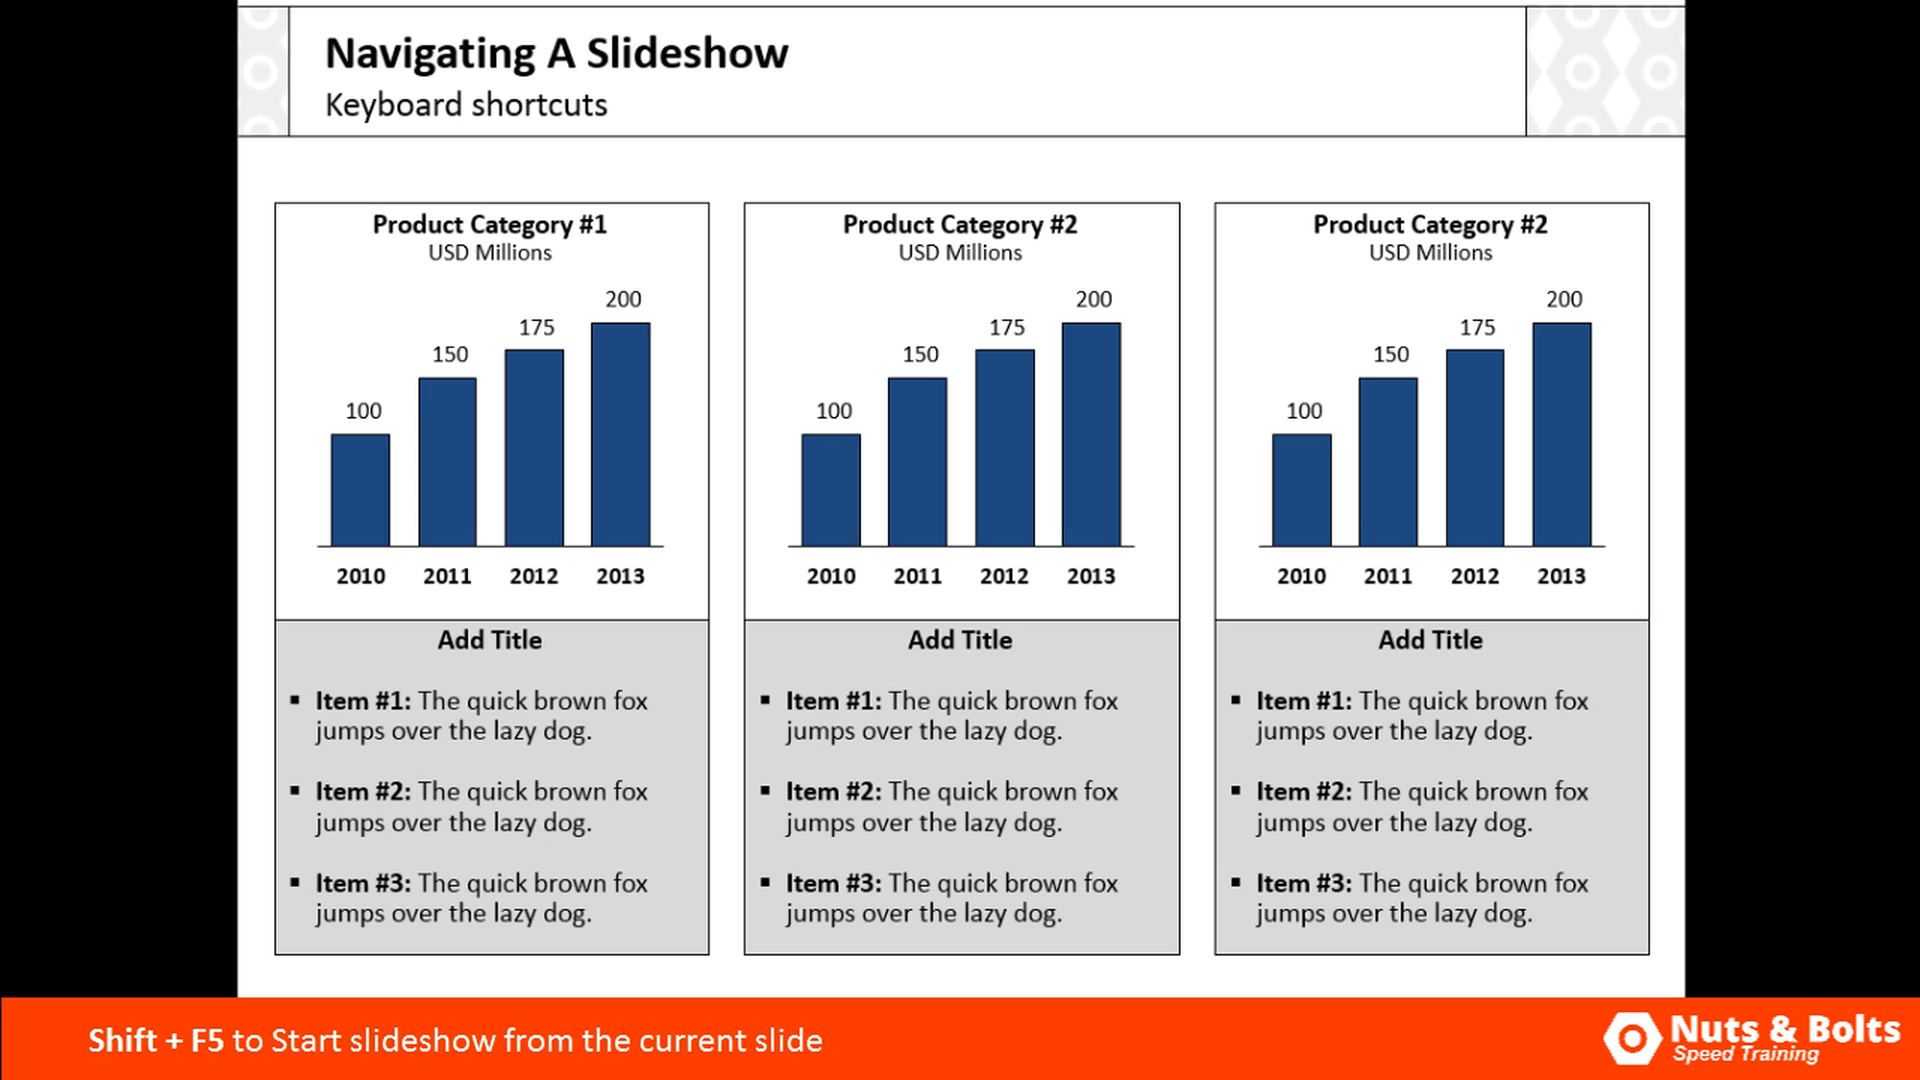 Navigating A Slideshow
Keyboard shortcuts
Product Category #1
USD Millions
100
150
175
200
2010 2011 2012 2013
Add Title
▪ Item #1: The quick brown fox
jumps over the lazy dog.
▪ Item #2: The quick brown fox
jumps over the lazy dog.
▪ Item #3: The quick brown fox
jumps over the lazy dog.
Product Category #2
USD Millions
100
150
175
200
2010 2011 2012 2013
Add Title
▪ Item #1: The quick brown fox
jumps over the lazy dog.
▪ Item #2: The quick brown fox
jumps over the lazy dog.
▪ Item #3: The quick brown fox
jumps over the lazy dog.
Product Category #2
USD Millions
100
150
175
200
2010 2011 2012 2013
Add Title
▪ Item #1: The quick brown fox
jumps over the lazy dog.
▪ Item #2: The quick brown fox
jumps over the lazy dog.
▪ Item #3: The quick brown fox
jumps over the lazy dog.
Shift + F5 to Start slideshow from the current slide
Nuts & Bolts
Speed Training